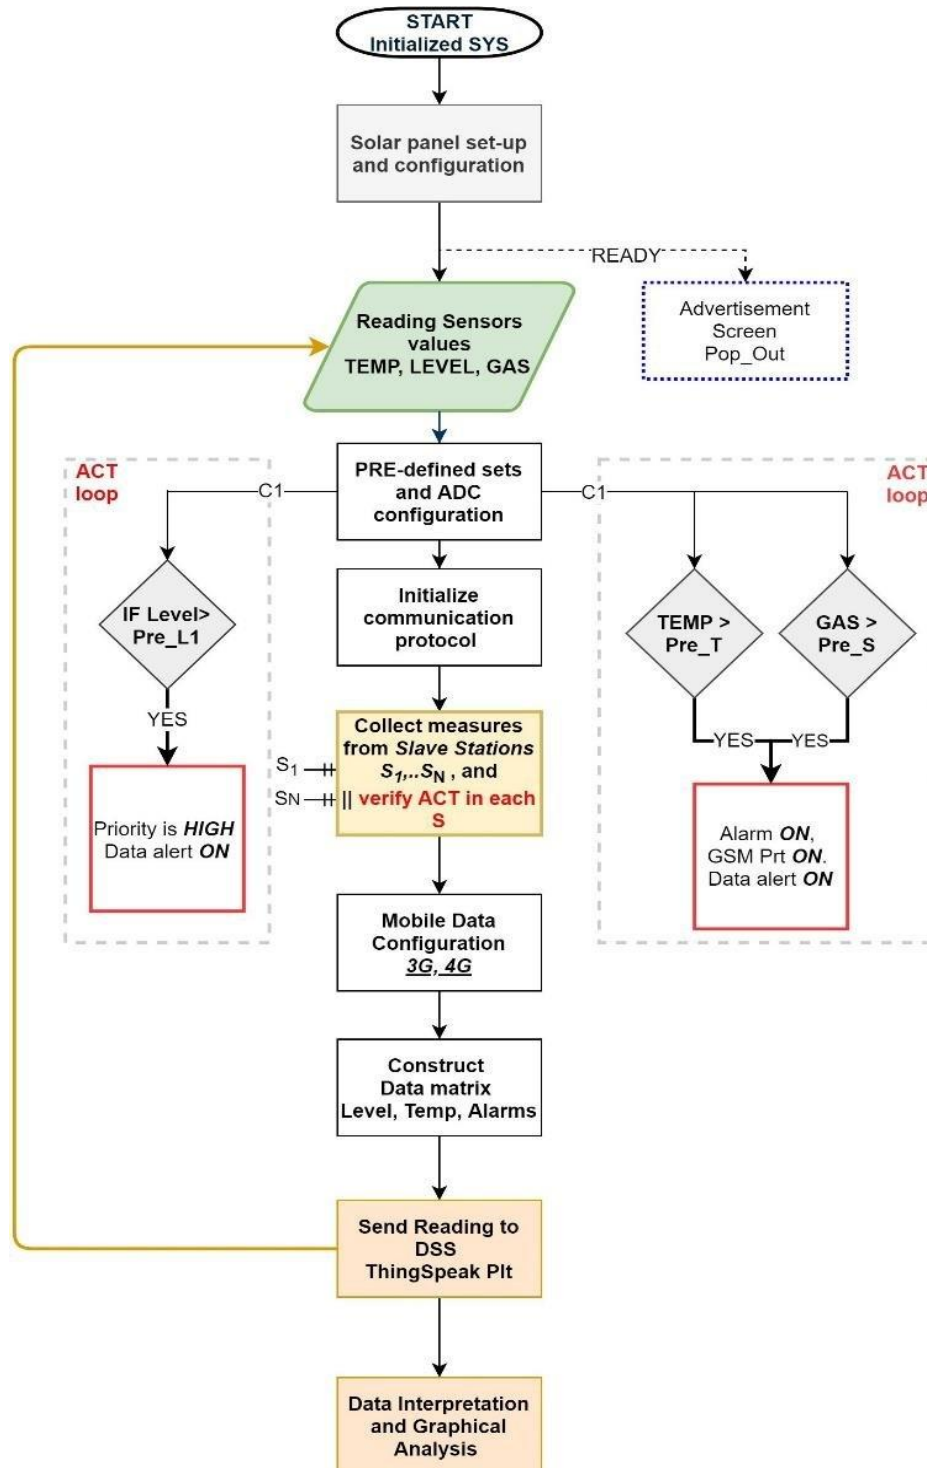 START
Initialized SYS
Solar panel set-up
and configuration
READY
Advertisement
Screen
Pop_Out
Reading Sensors
values
TEMP, LEVEL, GAS
ACT
loop
C1
PRE-defined sets
and ADC
configuration
C1
ACT
loop
IF Level>
Pre_L1
YES
Priority is HIGH
Data alert ON
Initialize
communication
protocol
TEMP >
Pre_T
GAS >
Pre_S
YES
YES
Alarm ON,
GSM Prt ON.
Data alert ON
S1
SN
Collect measures
from Slave Stations
S1,..SN , and
|| verify ACT in each
S
Mobile Data
Configuration
3G, 4G
Construct
Data matrix
Level, Temp, Alarms
Send Reading to
DSS
ThingSpeak Plt
Data Interpretation
and Graphical
Analysis